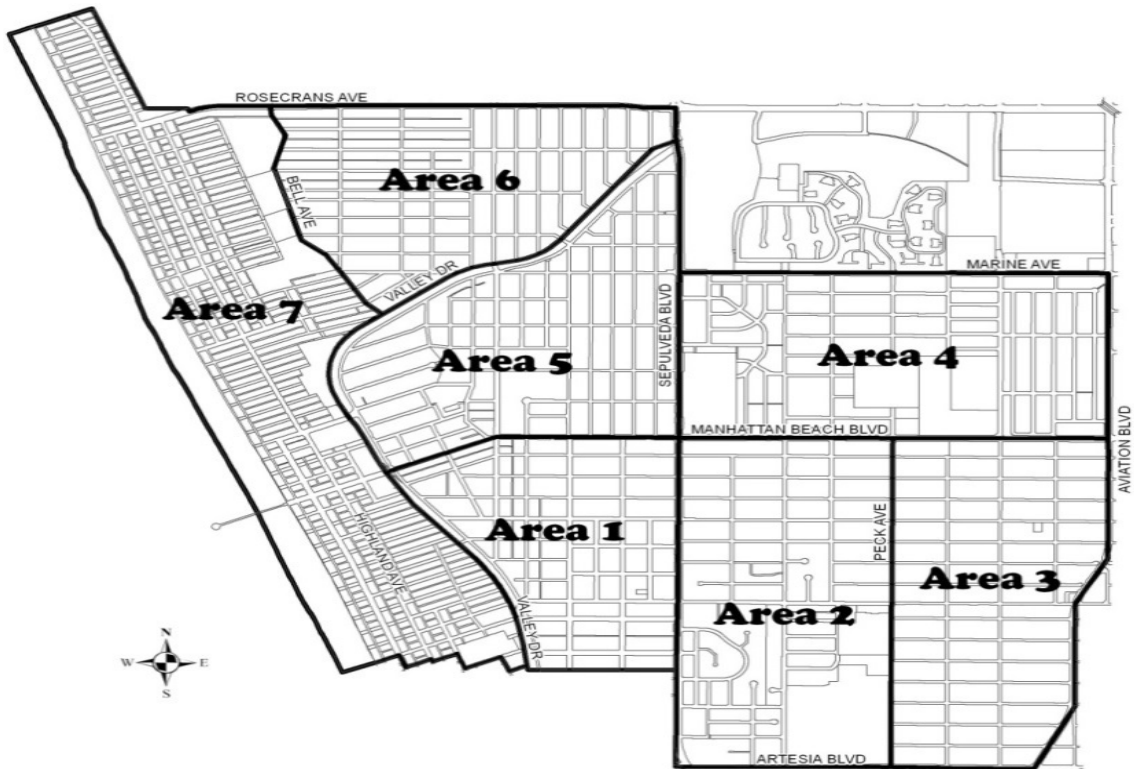 ROSECRANS AVE
Area 6
BELL AVE
VALLEY DR
MARINE AVE
Area 7
SEPULVEDA BLVD
Area 5
Area 4
MANHATTAN BEACH BLVD
AVIATION BLVD
HIGHLAND AVE
Area 1
PECK AVE
Area 3
VALLEY DR
Area 2
N
W E
S
ARTESIA BLVD